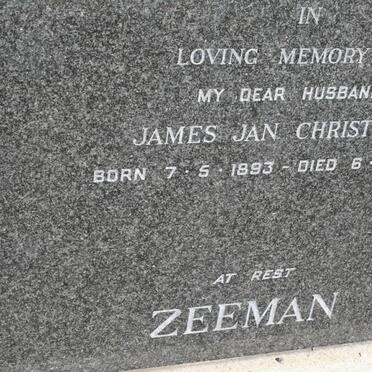 IN
LOVING MEMORY
MY DEAR HUSBAN
JAMES JAN CHRIST
BORN 7·5·1893 - DIED 6·
AT REST
ZEEMAN